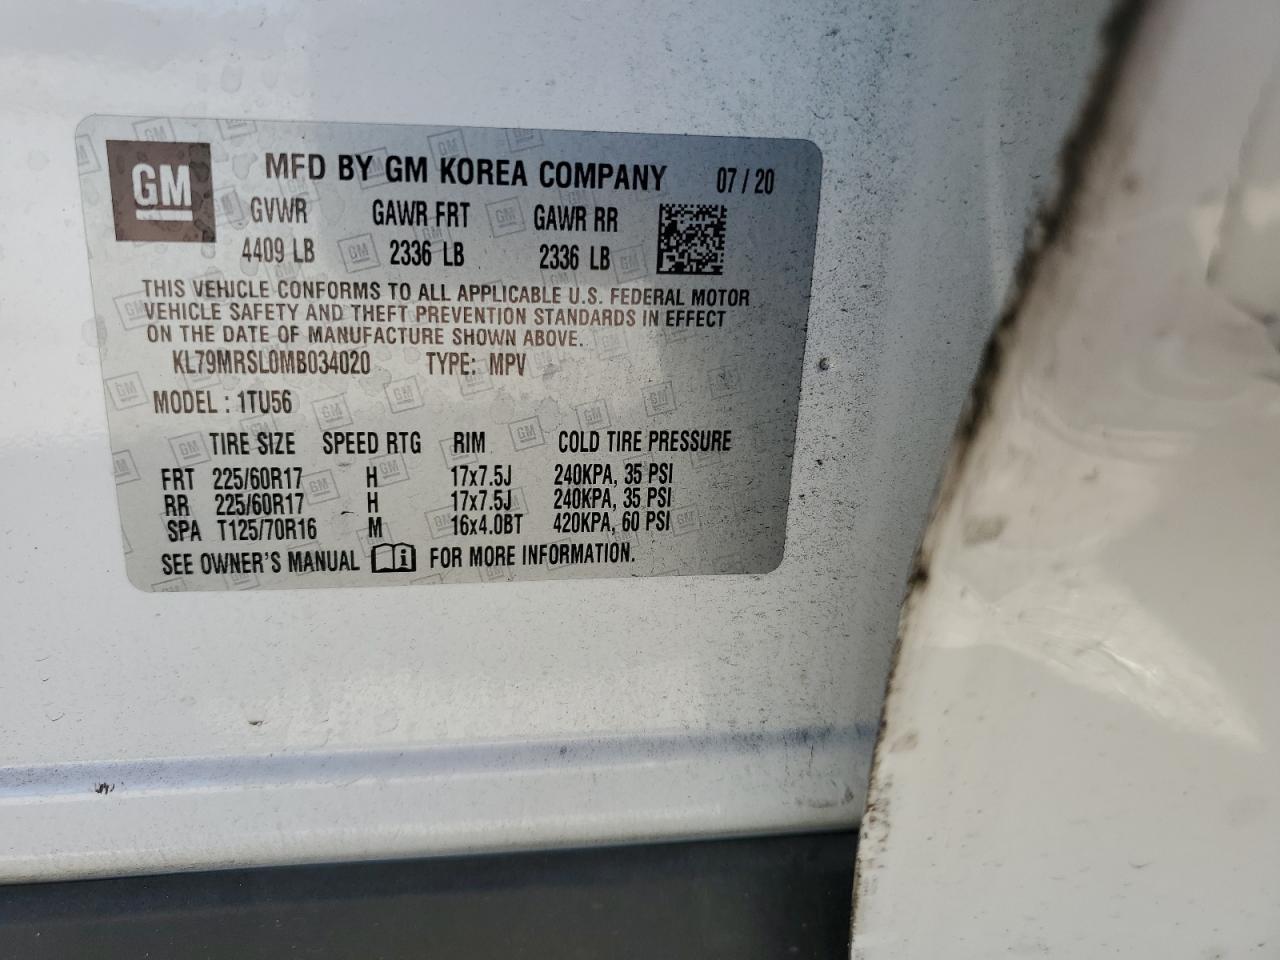 GM MFD BY GM KOREA COMPANY 07 / 20
GVWR GAWR FRT GAWR RR
4409 LB 2336 LB 2336 LB
THIS VEHICLE CONFORMS TO ALL APPLICABLE U.S. FEDERAL MOTOR
VEHICLE SAFETY AND THEFT PREVENTION STANDARDS IN EFFECT
ON THE DATE OF MANUFACTURE SHOWN ABOVE.
KL79MRSL0MB034020 TYPE: MPV
MODEL : 1TU56
TIRE SIZE SPEED RTG RIM COLD TIRE PRESSURE
FRT 225/60R17 H 17x7.5J 240KPA, 35 PSI
RR 225/60R17 H 17x7.5J 240KPA, 35 PSI
SPA T125/70R16 M 16x4.0BT 420KPA, 60 PSI
SEE OWNER'S MANUAL i FOR MORE INFORMATION.